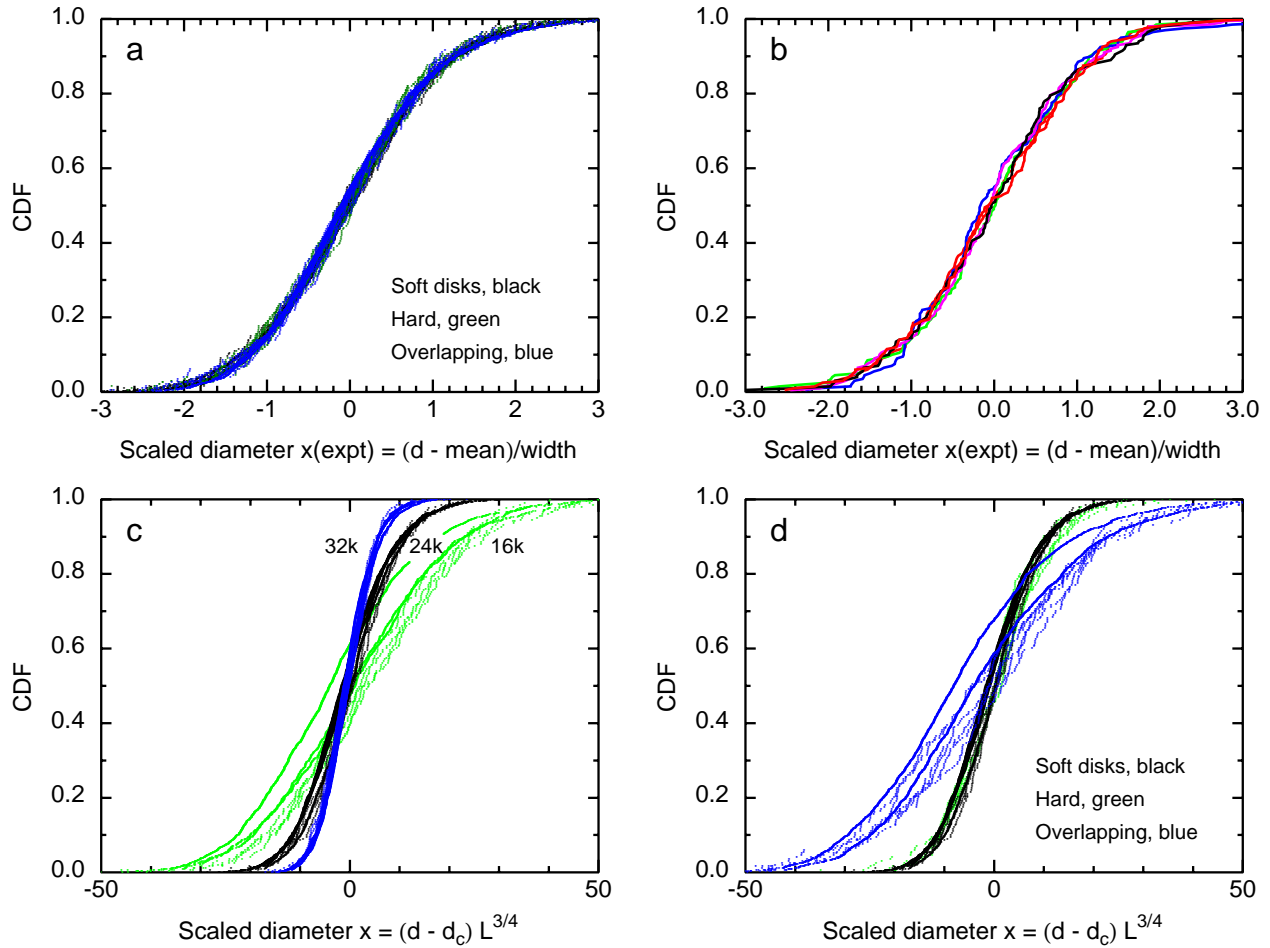 1.0
0.8
0.6
0.4
0.2
0.0
CDF
a
Soft disks, black
Hard, green
Overlapping, blue
-3 -2 -1 0 1 2 3
Scaled diameter x(expt) = (d - mean)/width
1.0
0.8
0.6
0.4
0.2
0.0
CDF
b
-3.0 -2.0 -1.0 0.0 1.0 2.0 3.0
Scaled diameter x(expt) = (d - mean)/width
1.0
0.8
0.6
0.4
0.2
0.0
CDF
c
32k 24k 16k
-50 0 50
Scaled diameter x = (d - d_c) L^{3/4}
1.0
0.8
0.6
0.4
0.2
0.0
CDF
d
Soft disks, black
Hard, green
Overlapping, blue
-50 0 50
Scaled diameter x = (d - d_c) L^{3/4}